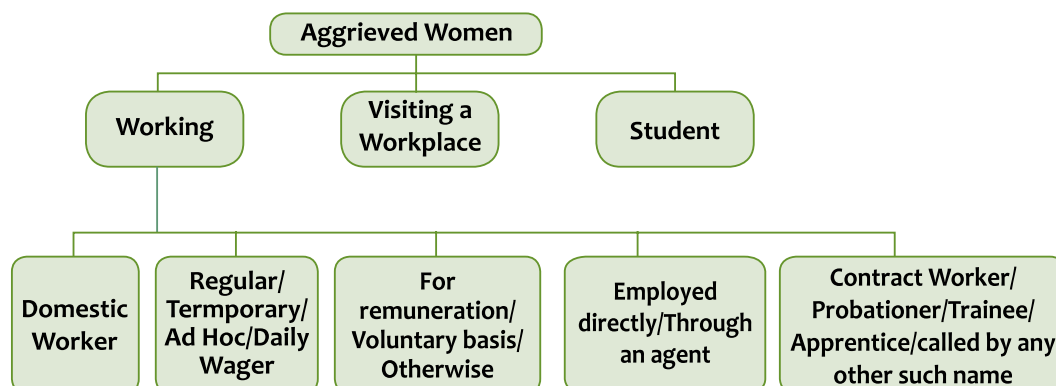 Aggrieved Women
Working
Visiting a
Workplace
Student
Domestic
Worker
Regular/
Termporary/
Ad Hoc/Daily
Wager
For
remuneration/
Voluntary basis/
Otherwise
Employed
directly/Through
an agent
Contract Worker/
Probationer/Trainee/
Apprentice/called by any
other such name